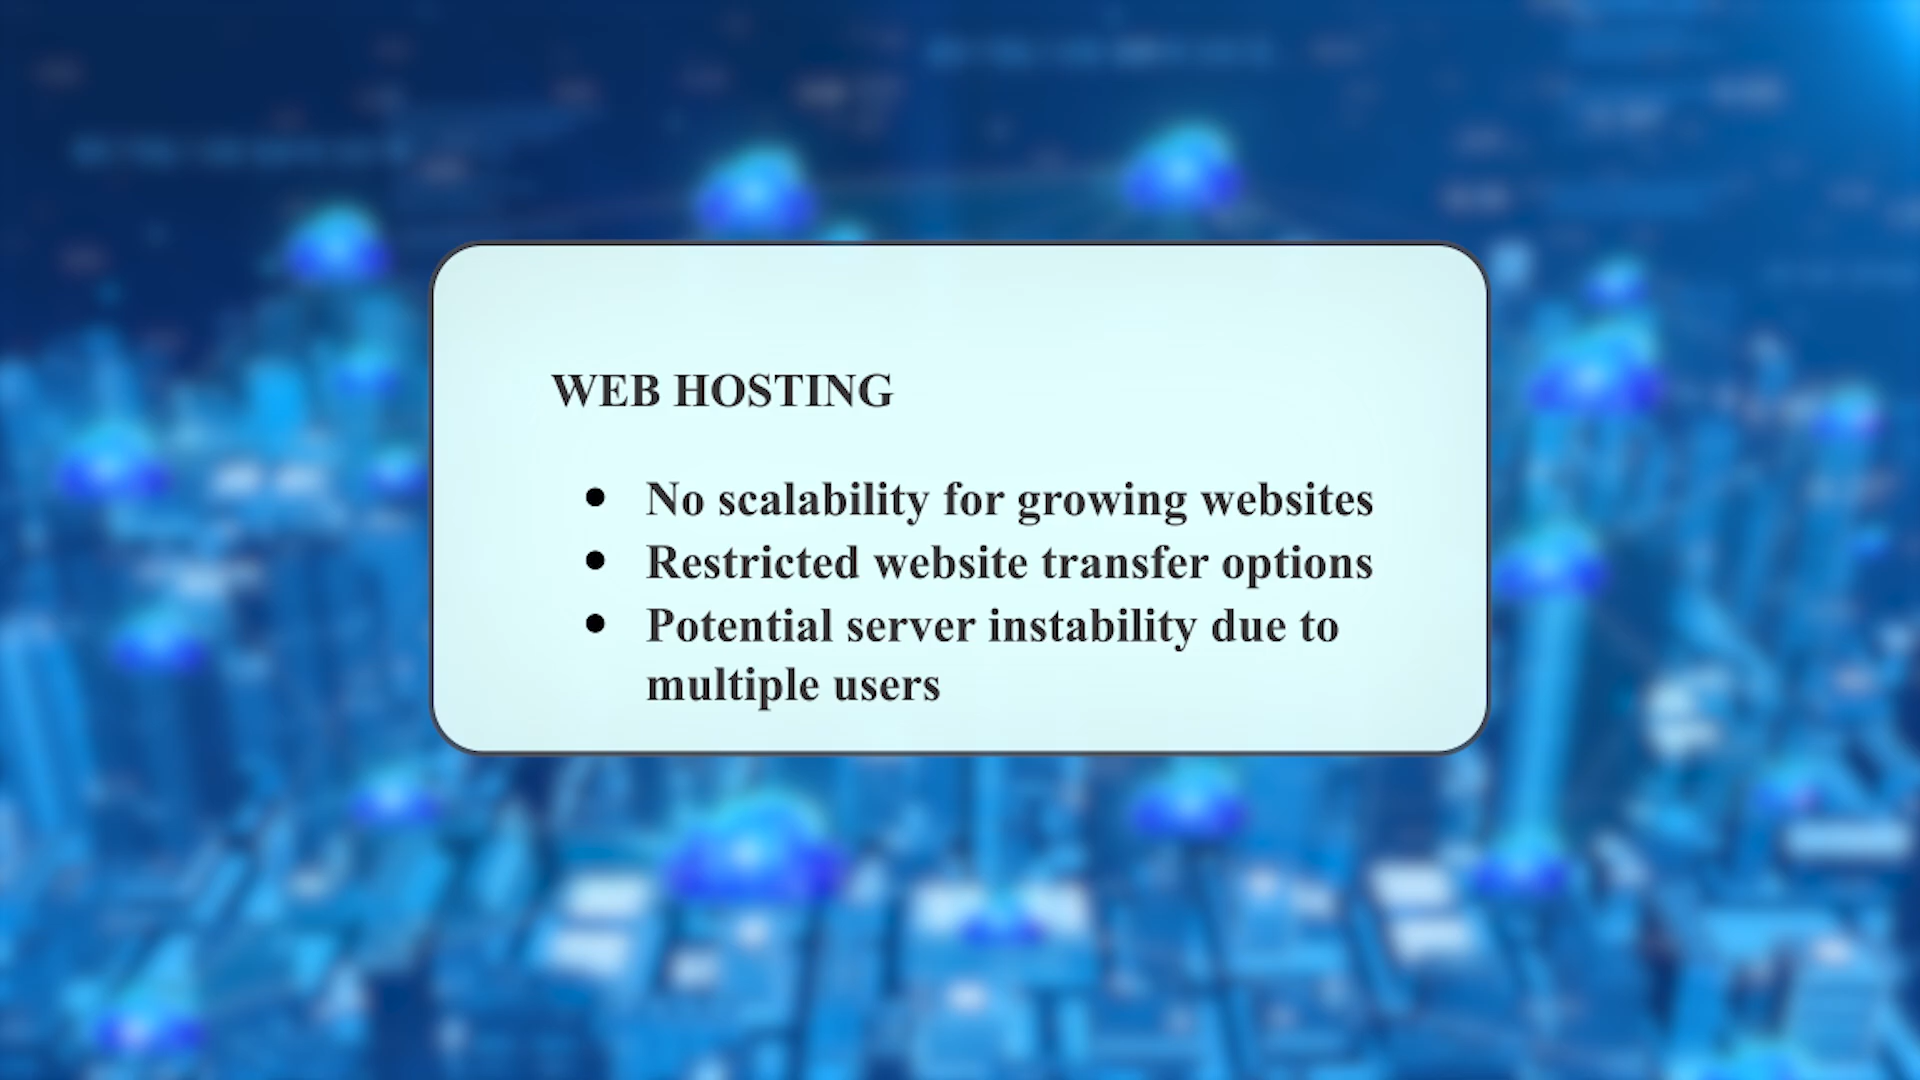 WEB HOSTING
● No scalability for growing websites
● Restricted website transfer options
● Potential server instability due to
multiple users